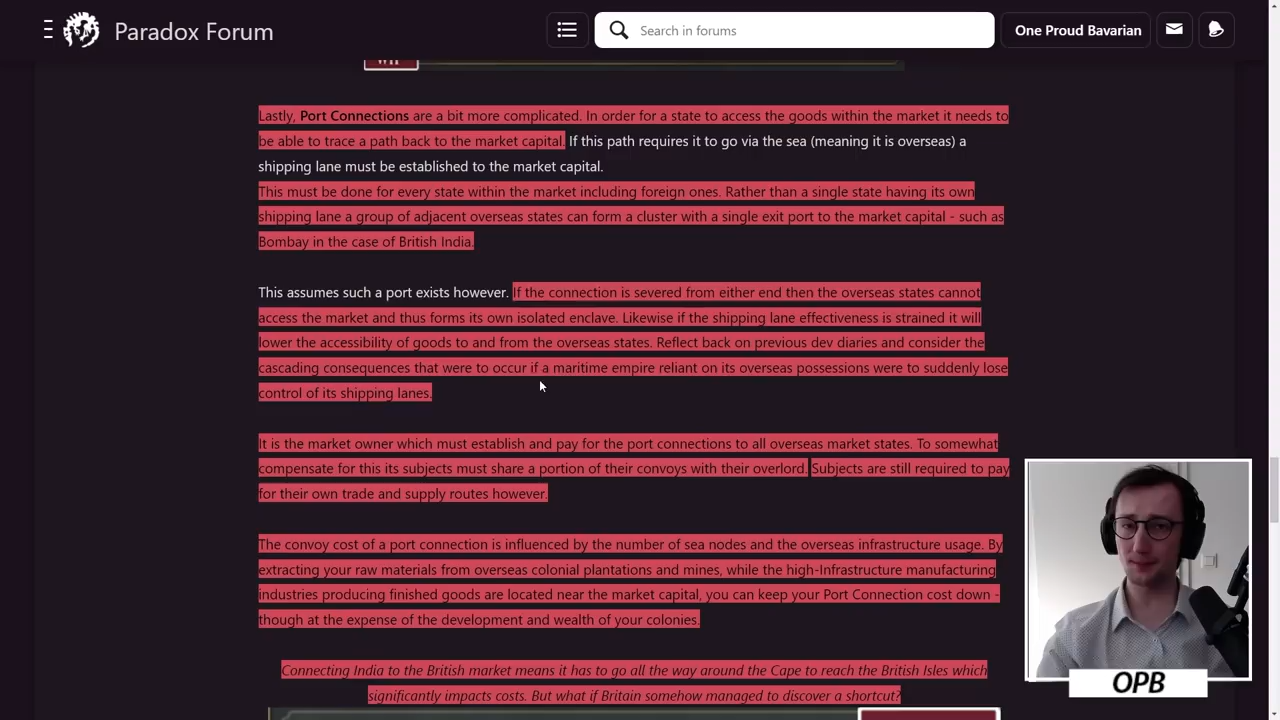 Paradox Forum
Search in forums
One Proud Bavarian
Lastly, Port Connections are a bit more complicated. In order for a state to access the goods within the market it needs to
be able to trace a path back to the market capital. If this path requires it to go via the sea (meaning it is overseas) a
shipping lane must be established to the market capital.
This must be done for every state within the market including foreign ones. Rather than a single state having its own
shipping lane a group of adjacent overseas states can form a cluster with a single exit port to the market capital - such as
Bombay in the case of British India.
This assumes such a port exists however. If the connection is severed from either end then the overseas states cannot
access the market and thus forms its own isolated enclave. Likewise if the shipping lane effectiveness is strained it will
lower the accessibility of goods to and from the overseas states. Reflect back on previous dev diaries and consider the
cascading consequences that were to occur if a maritime empire reliant on its overseas possessions were to suddenly lose
control of its shipping lanes.
It is the market owner which must establish and pay for the port connections to all overseas market states. To somewhat
compensate for this its subjects must share a portion of their convoys with their overlord. Subjects are still required to pay
for their own trade and supply routes however.
The convoy cost of a port connection is influenced by the number of sea nodes and the overseas infrastructure usage. By
extracting your raw materials from overseas colonial plantations and mines, while the high-Infrastructure manufacturing
industries producing finished goods are located near the market capital, you can keep your Port Connection cost down -
though at the expense of the development and wealth of your colonies.
Connecting India to the British market means it has to go all the way around the Cape to reach the British Isles which
significantly impacts costs. But what if Britain somehow managed to discover a shortcut?
OPB